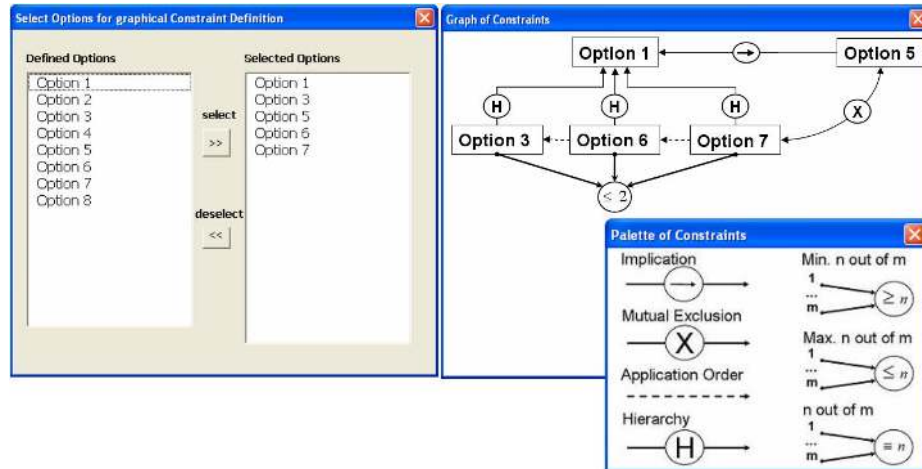 Select Options for graphical Constraint Definition
Defined Options
Option 1
Option 2
Option 3
Option 4
Option 5
Option 6
Option 7
Option 8
select
>>
deselect
<<
Selected Options
Option 1
Option 3
Option 5
Option 6
Option 7
Graph of Constraints
Option 1
→
Option 5
H
H
H
X
Option 3
Option 6
Option 7
< 2
Palette of Constraints
Implication
→
Mutual Exclusion
X
Application Order
Hierarchy
H
Min. n out of m
1
...
m
≥ n
Max. n out of m
1
...
m
≤ n
n out of m
1
...
m
= n